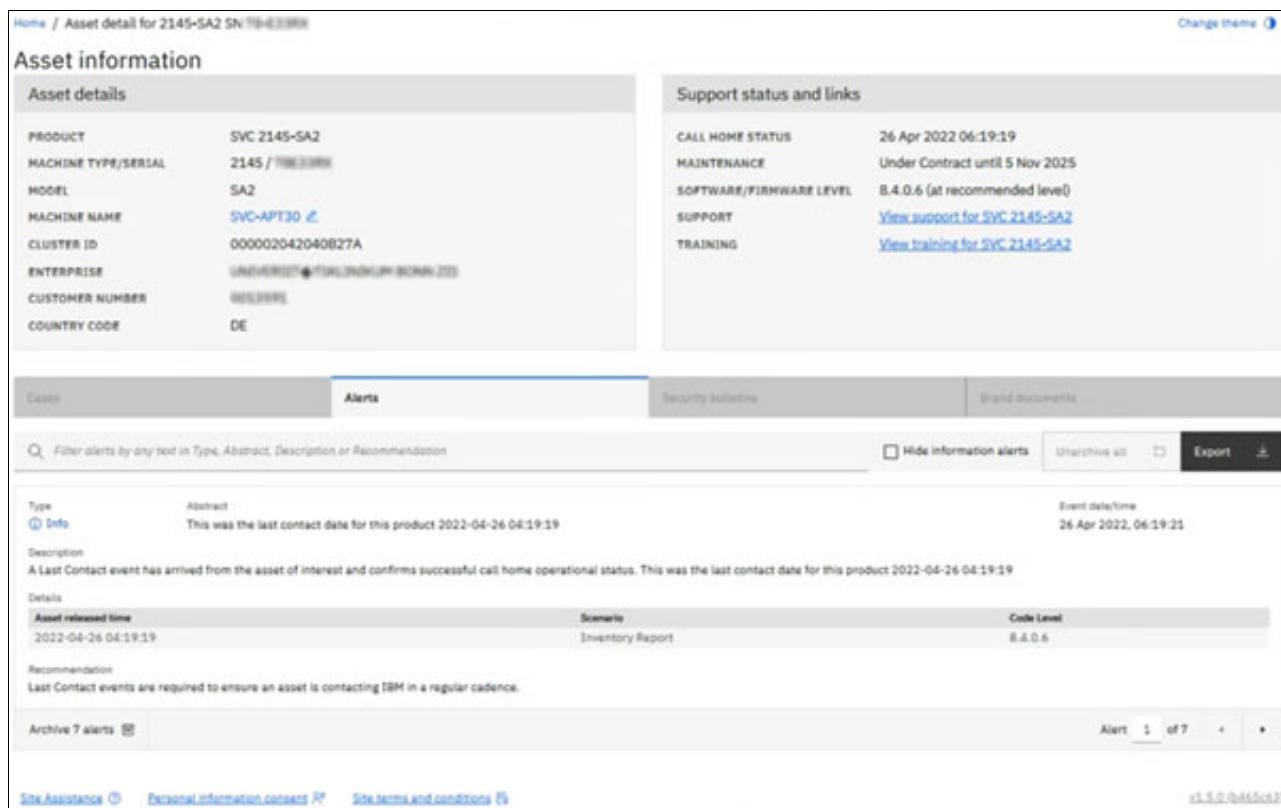 Home / Asset detail for 2145-SA2 SN
Change theme
Asset information
Asset details
PRODUCT SVC 2145-SA2
MACHINE TYPE/SERIAL 2145 /
MODEL SA2
MACHINE NAME SVC-APT30
CLUSTER ID 000002042040B27A
ENTERPRISE
CUSTOMER NUMBER
COUNTRY CODE DE
Support status and links
CALL HOME STATUS 26 Apr 2022 06:19:19
MAINTENANCE Under Contract until 5 Nov 2025
SOFTWARE/FIRMWARE LEVEL 8.4.0.6 (at recommended level)
SUPPORT View support for SVC 2145-SA2
TRAINING View training for SVC 2145-SA2
Cases Alerts Security bulletins Brand documents
Filter alerts by any text in Type, Abstract, Description or Recommendation
Hide information alerts Unarchive all Export
Type Abstract Event date/time
Info This was the last contact date for this product 2022-04-26 04:19:19 26 Apr 2022, 06:19:21
Description
A Last Contact event has arrived from the asset of interest and confirms successful call home operational status. This was the last contact date for this product 2022-04-26 04:19:19
Details
Asset released time Scenario Code Level
2022-04-26 04:19:19 Inventory Report 8.4.0.6
Recommendation
Last Contact events are required to ensure an asset is contacting IBM in a regular cadence.
Archive 7 alerts
Alert 1 of 7
Site Assistance Personal information consent Site terms and conditions